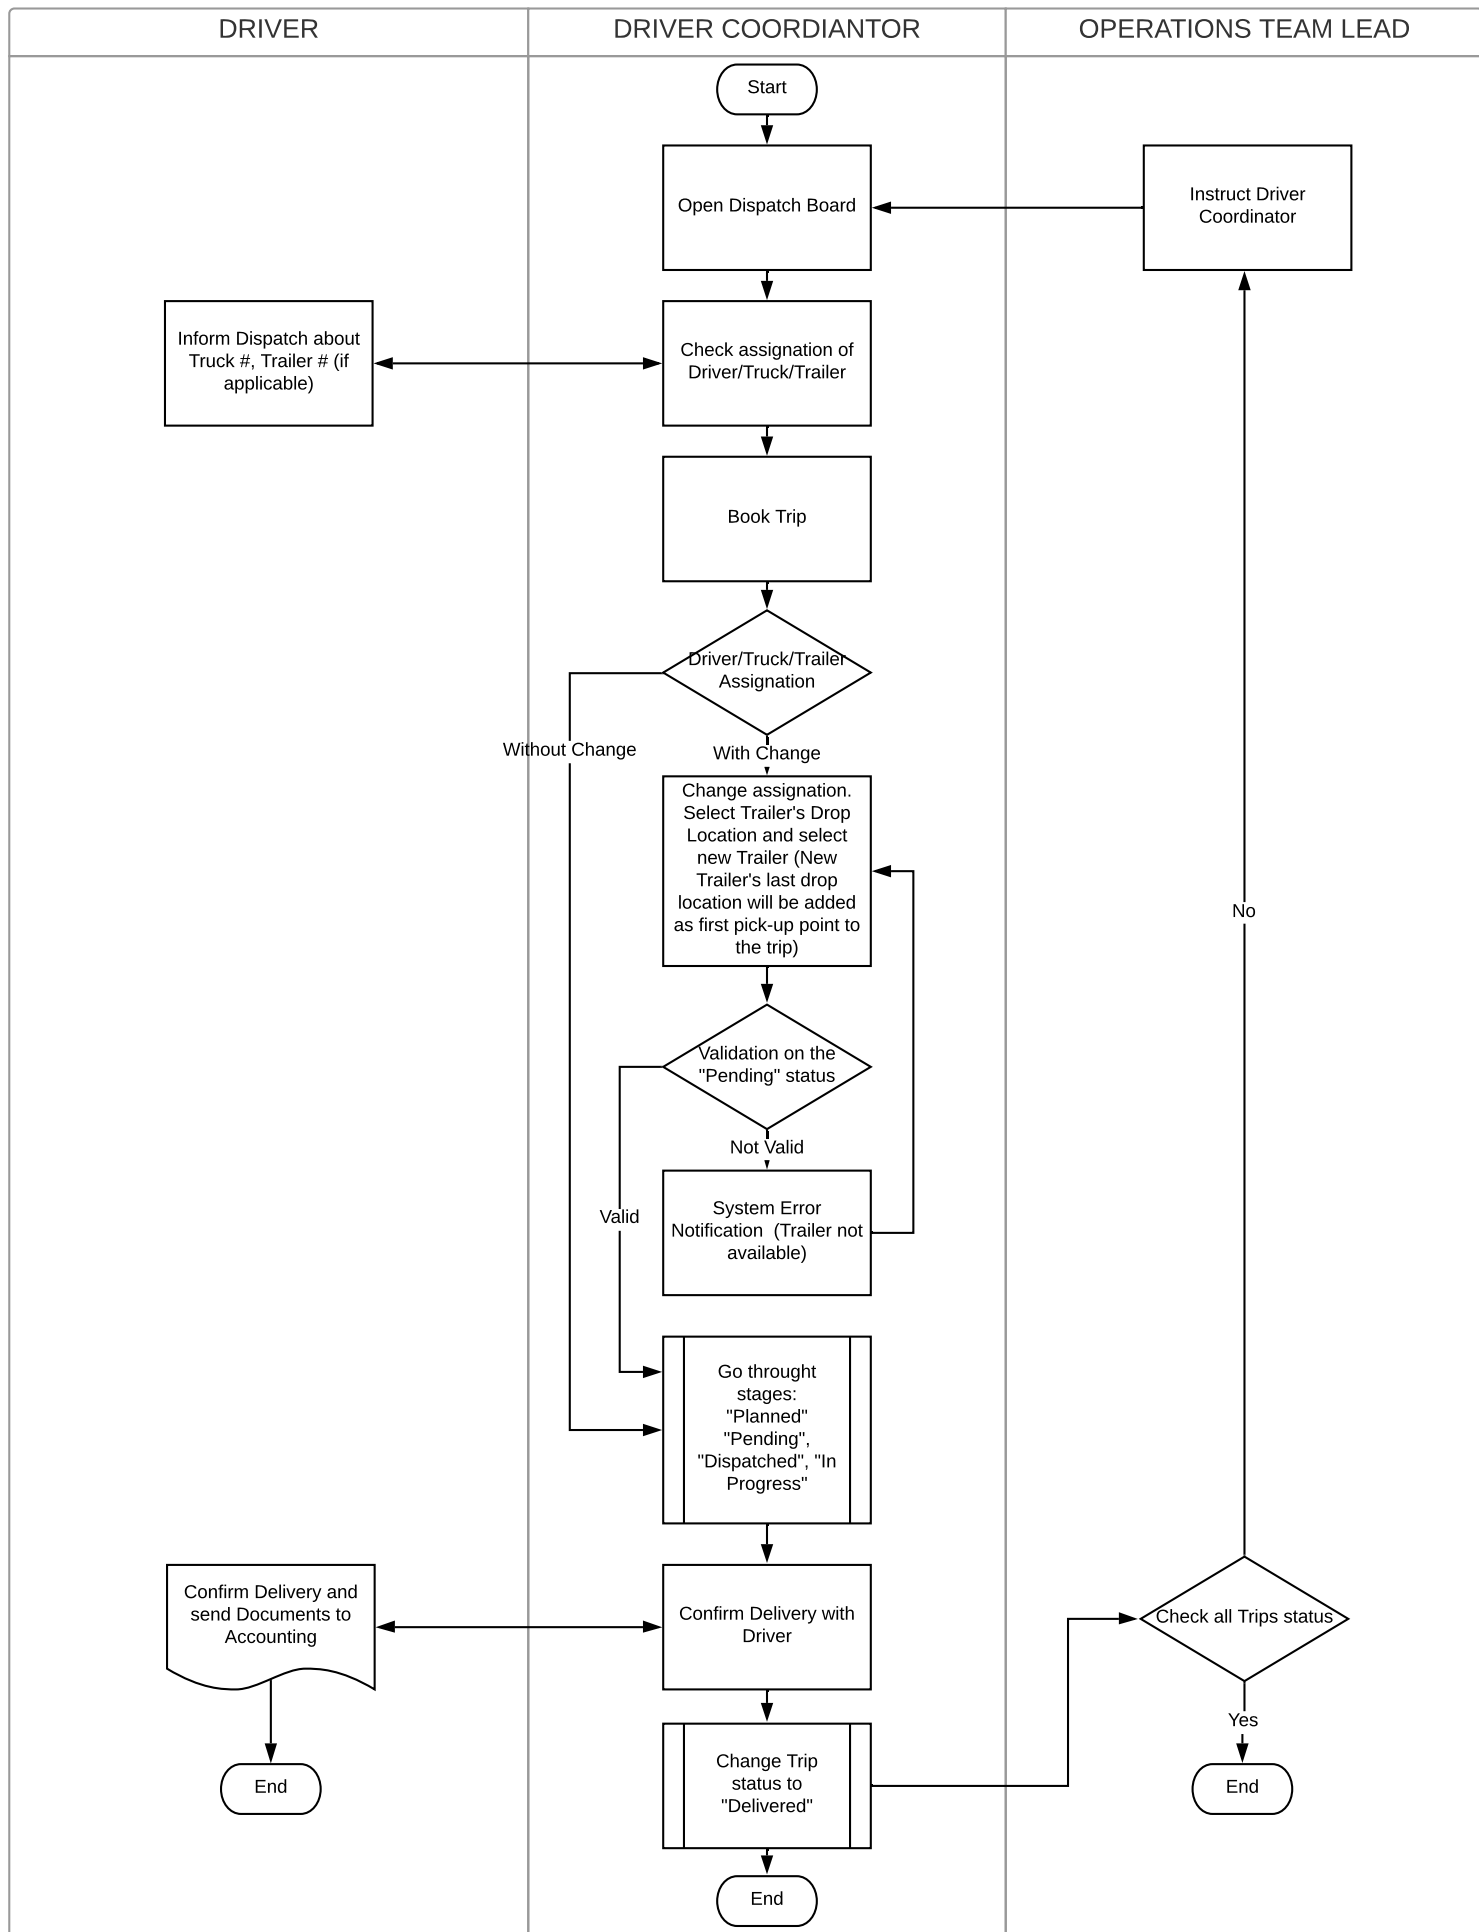 DRIVER
DRIVER COORDIANTOR
OPERATIONS TEAM LEAD
Start
Open Dispatch Board
Instruct Driver
Coordinator
Inform Dispatch about
Truck #, Trailer # (if
applicable)
Check assignation of
Driver/Truck/Trailer
Book Trip
Driver/Truck/Trailer
Assignation
Without Change
With Change
Change assignation.
Select Trailer's Drop
Location and select
new Trailer (New
Trailer's last drop
location will be added
as first pick-up point to
the trip)
No
Validation on the
"Pending" status
Not Valid
Valid
System Error
Notification  (Trailer not
available)
Go throught
stages:
"Planned"
"Pending",
"Dispatched", "In
Progress"
Confirm Delivery and
send Documents to
Accounting
Confirm Delivery with
Driver
Check all Trips status
Yes
Change Trip
status to
"Delivered"
End
End
End